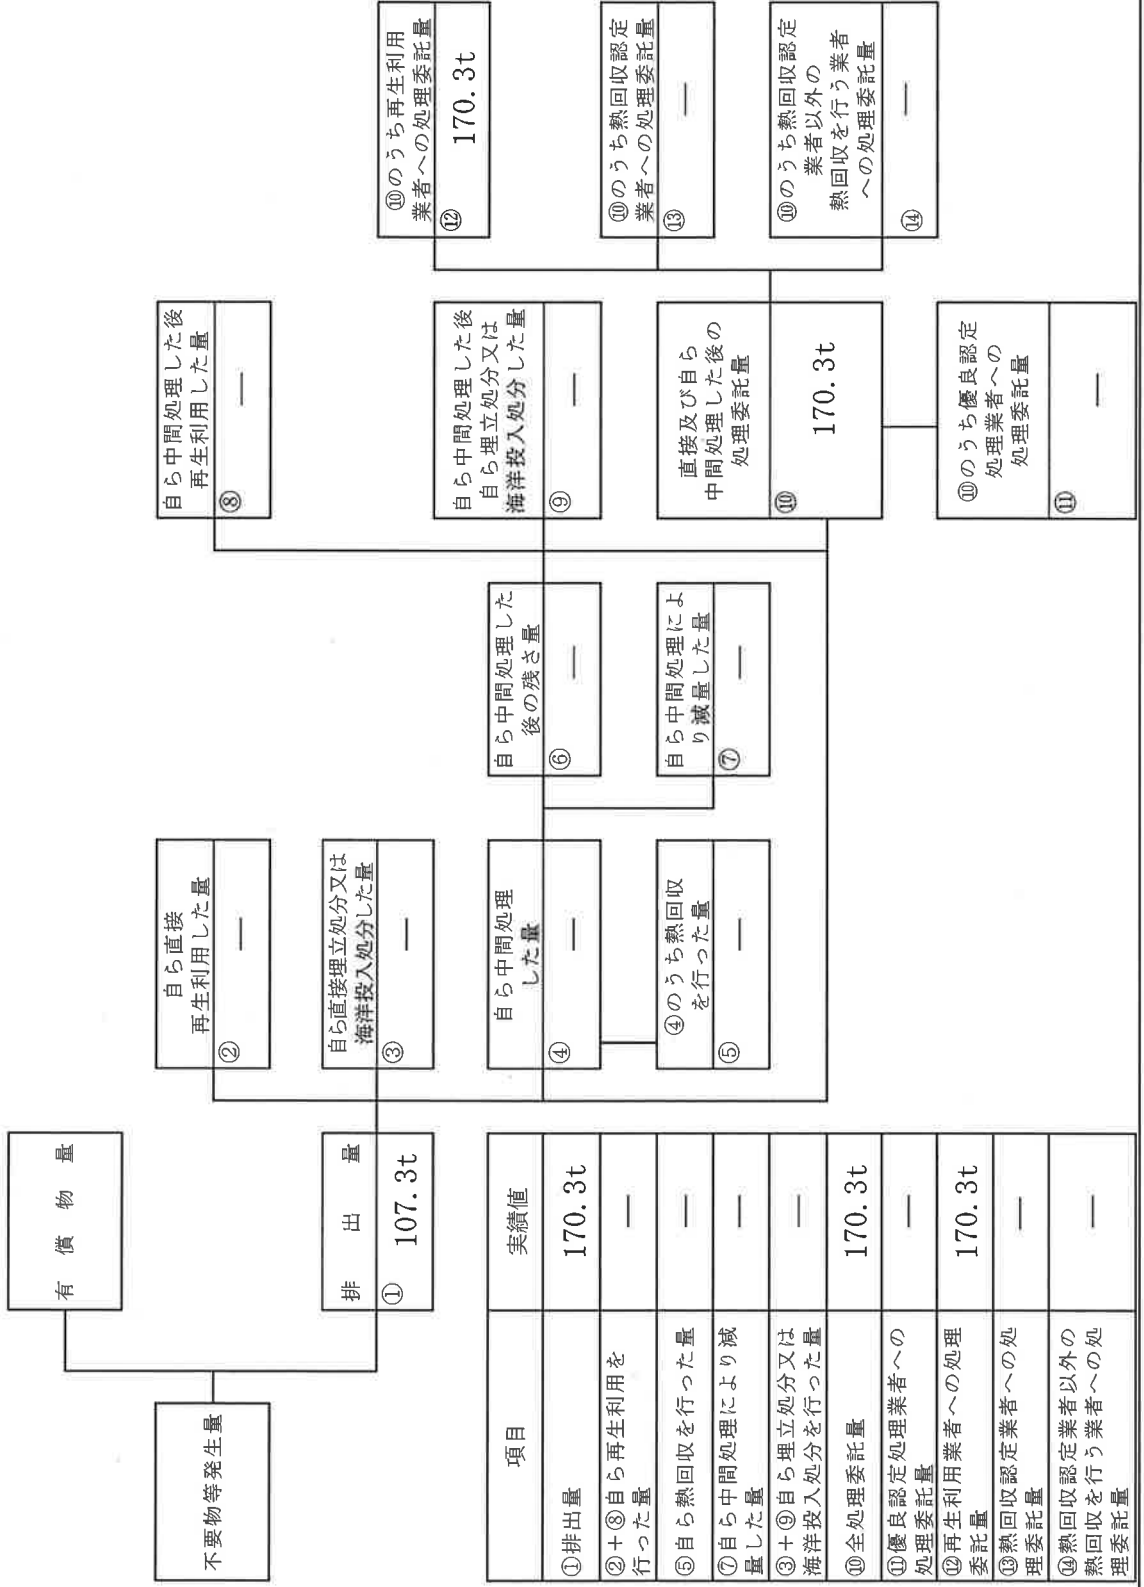 不要物等発生量
有償物量
排出量
①
107.3t
自ら直接
再生利用した量
②
—
自ら直接埋立処分又は
海洋投入処分した量
③
—
自ら中間処理
した量
④
—
④のうち熱回収
を行った量
⑤
—
自ら中間処理した
後の残さ量
⑥
—
自ら中間処理によ
り減量した量
⑦
—
自ら中間処理した後
再生利用した量
⑧
—
自ら中間処理した後
自ら埋立処分又は
海洋投入処分した量
⑨
—
直接及び自ら
中間処理した後の
処理委託量
⑩
170.3t
⑩のうち優良認定
処理業者への
処理委託量
⑪
—
⑩のうち再生利用
業者への処理委託量
⑫
170.3t
⑩のうち熱回収認定
業者への処理委託量
⑬
—
⑩のうち熱回収認定
業者以外の
熱回収を行う業者
への処理委託量
⑭
—
項目
実績値
①排出量
170.3t
②+⑧自ら再生利用を
行った量
—
⑤自ら熱回収を行った量
—
⑦自ら中間処理により減
量した量
—
③+⑨自ら埋立処分又は
海洋投入処分を行った量
—
⑩全処理委託量
170.3t
⑪優良認定処理業者への
処理委託量
—
⑫再生利用業者への処理
委託量
170.3t
⑬熱回収認定業者への処
理委託量
—
⑭熱回収認定業者以外の
熱回収を行う業者への処
理委託量
—